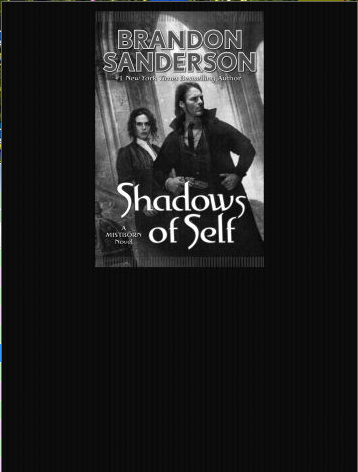 BRANDON
SANDERSON
#1 New York Times Bestselling Author
Shadows
of Self
A
MISTBORN
Novel